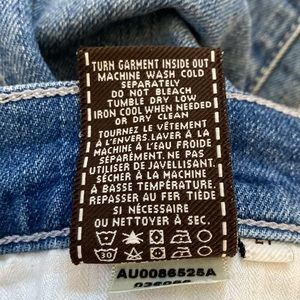 TURN GARMENT INSIDE OUT
MACHINE WASH COLD
SEPARATELY
DO NOT BLEACH
TUMBLE DRY LOW
IRON COOL WHEN NEEDED
OR DRY CLEAN
TOURNEZ LE VÊTEMENT
À L'ENVERS. LAVER À LA
MACHINE À L'EAU FROIDE
SÉPARÉMENT. NE PAS
UTILISER DE JAVELLISANT.
SÉCHER À LA MACHINE
À BASSE TEMPÉRATURE.
REPASSER AU FER TIÈDE
SI NÉCESSAIRE
OU NETTOYER À SEC.
30
AU0086525A